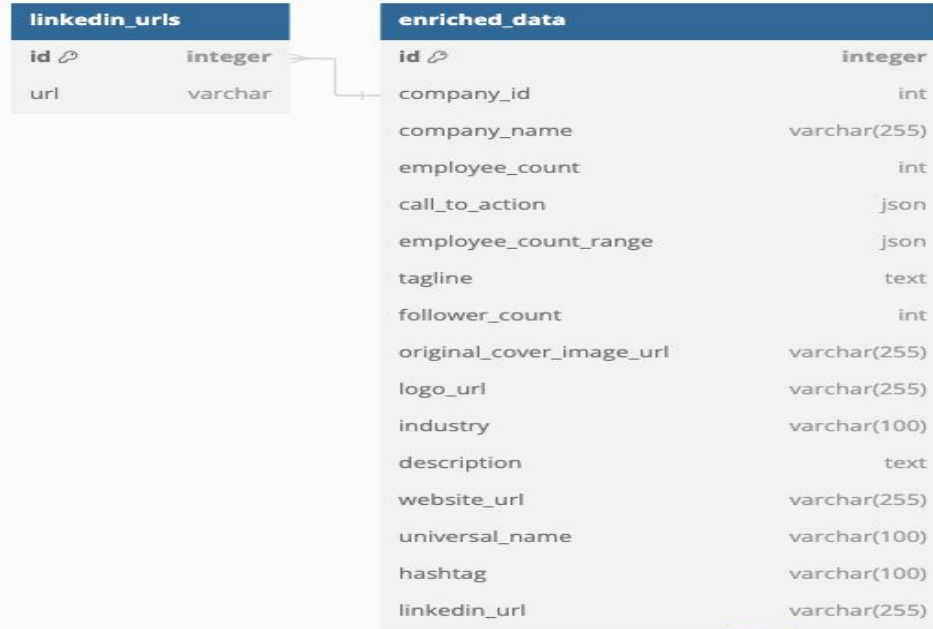 linkedin_urls
id integer
url varchar
enriched_data
id integer
company_id int
company_name varchar(255)
employee_count int
call_to_action json
employee_count_range json
tagline text
follower_count int
original_cover_image_url varchar(255)
logo_url varchar(255)
industry varchar(100)
description text
website_url varchar(255)
universal_name varchar(100)
hashtag varchar(100)
linkedin_url varchar(255)